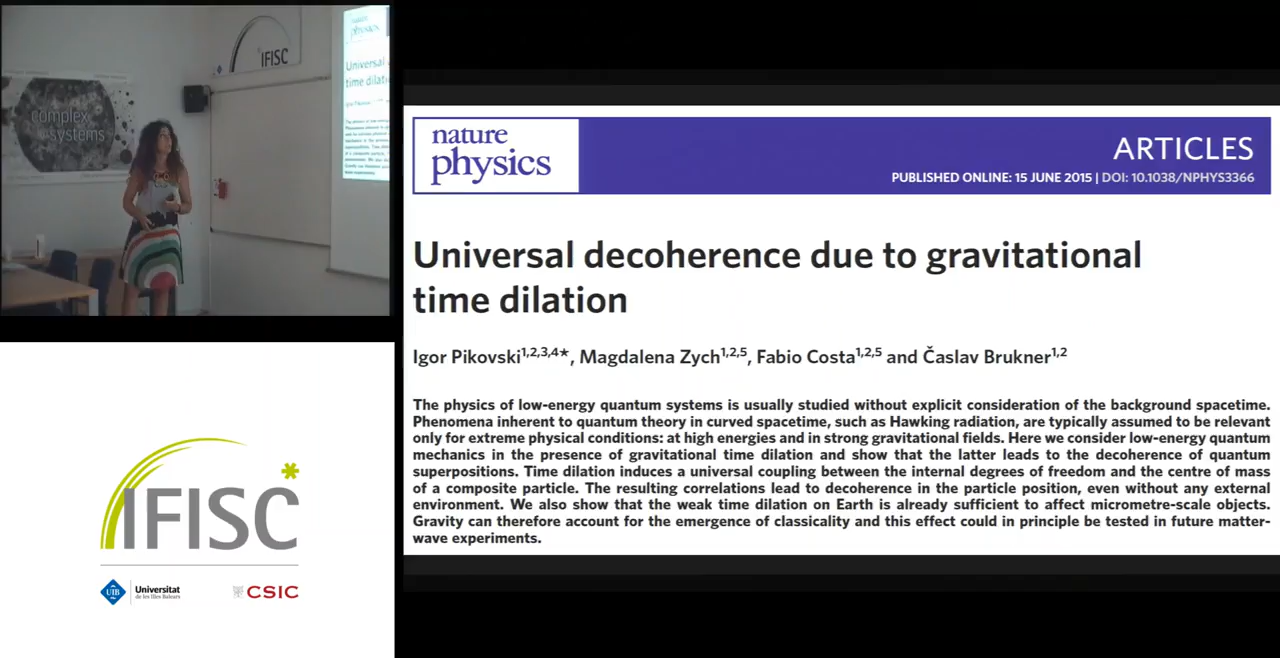 complex
systems
IFISC
nature
physics
Universal
time dilati
nature
physics
ARTICLES
PUBLISHED ONLINE: 15 JUNE 2015 | DOI: 10.1038/NPHYS3366
Universal decoherence due to gravitational
time dilation
Igor Pikovski1,2,3,4*, Magdalena Zych1,2,5, Fabio Costa1,2,5 and Časlav Brukner1,2
The physics of low-energy quantum systems is usually studied without explicit consideration of the background spacetime.
Phenomena inherent to quantum theory in curved spacetime, such as Hawking radiation, are typically assumed to be relevant
only for extreme physical conditions: at high energies and in strong gravitational fields. Here we consider low-energy quantum
mechanics in the presence of gravitational time dilation and show that the latter leads to the decoherence of quantum
superpositions. Time dilation induces a universal coupling between the internal degrees of freedom and the centre of mass
of a composite particle. The resulting correlations lead to decoherence in the particle position, even without any external
environment. We also show that the weak time dilation on Earth is already sufficient to affect micrometre-scale objects.
Gravity can therefore account for the emergence of classicality and this effect could in principle be tested in future matter-
wave experiments.
IFISC
UIB
Universitat
de les Illes Balears
CSIC